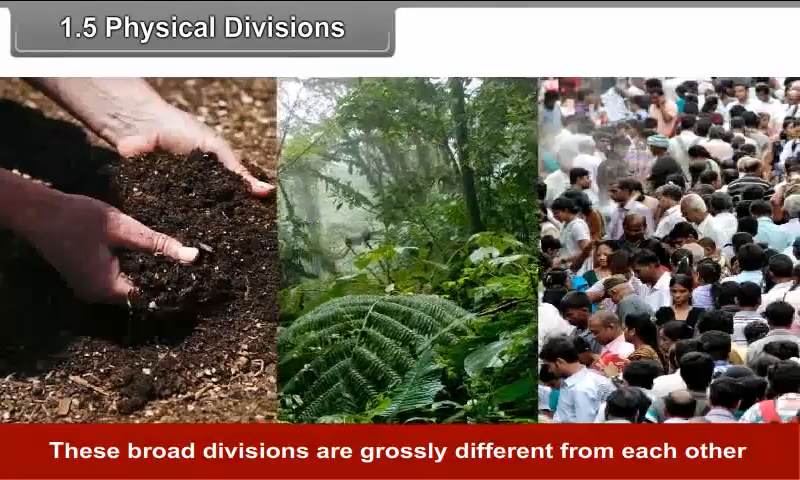 1.5 Physical Divisions
These broad divisions are grossly different from each other